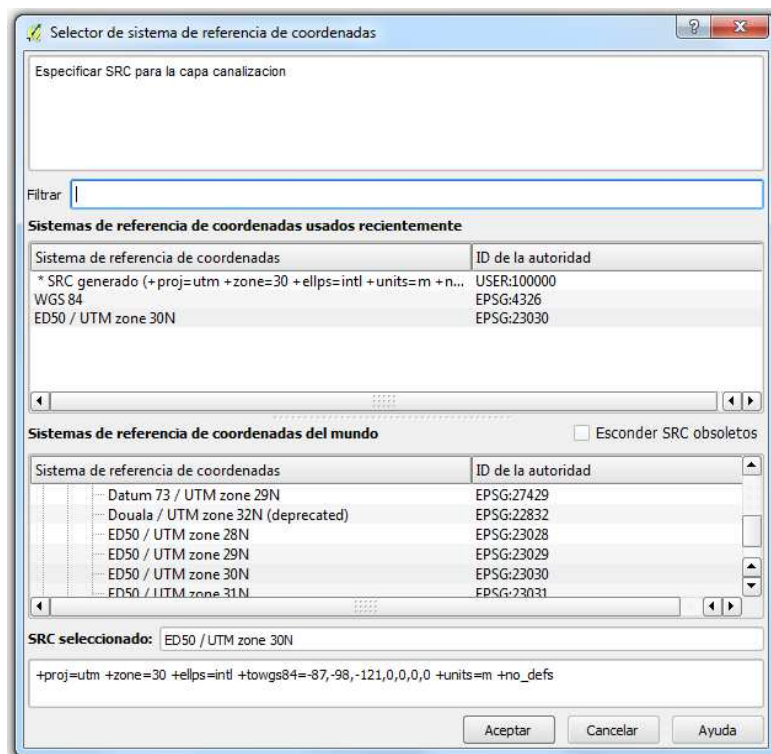 Selector de sistema de referencia de coordenadas
Especificar SRC para la capa canalizacion
Filtrar
Sistemas de referencia de coordenadas usados recientemente
Sistema de referencia de coordenadas ID de la autoridad
* SRC generado (+proj=utm +zone=30 +ellps=intl +units=m +n... USER:100000
WGS 84 EPSG:4326
ED50 / UTM zone 30N EPSG:23030
Sistemas de referencia de coordenadas del mundo Esconder SRC obsoletos
Sistema de referencia de coordenadas ID de la autoridad
Datum 73 / UTM zone 29N EPSG:27429
Douala / UTM zone 32N (deprecated) EPSG:22832
ED50 / UTM zone 28N EPSG:23028
ED50 / UTM zone 29N EPSG:23029
ED50 / UTM zone 30N EPSG:23030
ED50 / UTM zone 31N EPSG:23031
SRC seleccionado: ED50 / UTM zone 30N
+proj=utm +zone=30 +ellps=intl +towgs84=-87,-98,-121,0,0,0,0 +units=m +no_defs
Aceptar Cancelar Ayuda